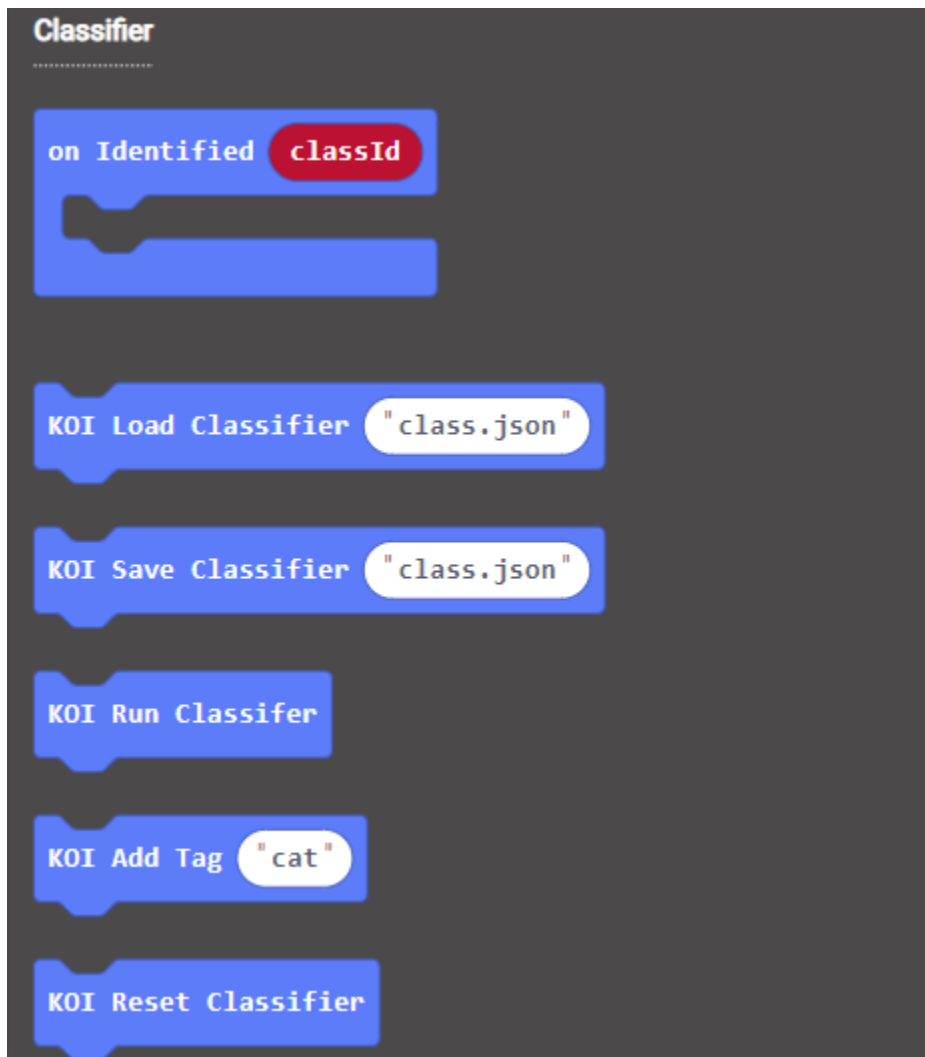 Classifier
on Identified classId
KOI Load Classifier "class.json"
KOI Save Classifier "class.json"
KOI Run Classifer
KOI Add Tag "cat"
KOI Reset Classifier